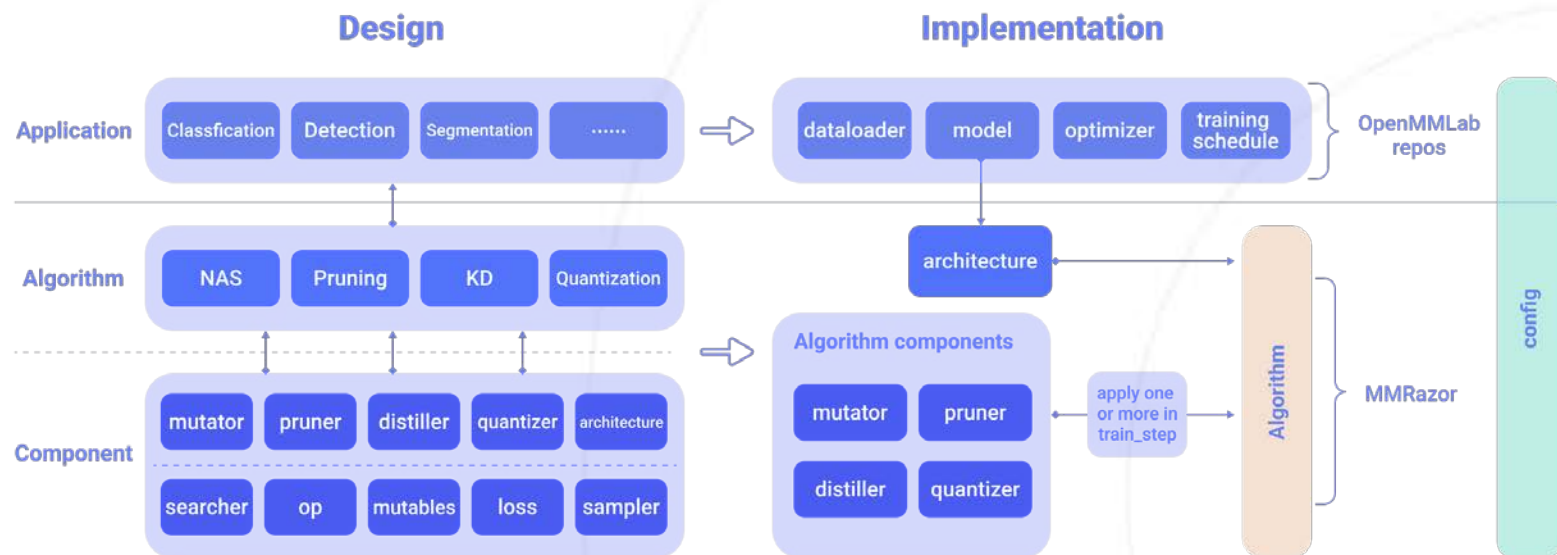 Design
Implementation
Application
Classfication
Detection
Segmentation
......
dataloader
model
optimizer
training
schedule
OpenMMLab
repos
Algorithm
NAS
Pruning
KD
Quantization
architecture
Component
mutator
pruner
distiller
quantizer
architecture
searcher
op
mutables
loss
sampler
Algorithm components
mutator
pruner
distiller
quantizer
apply one
or more in
train_step
Algorithm
MMRazor
config